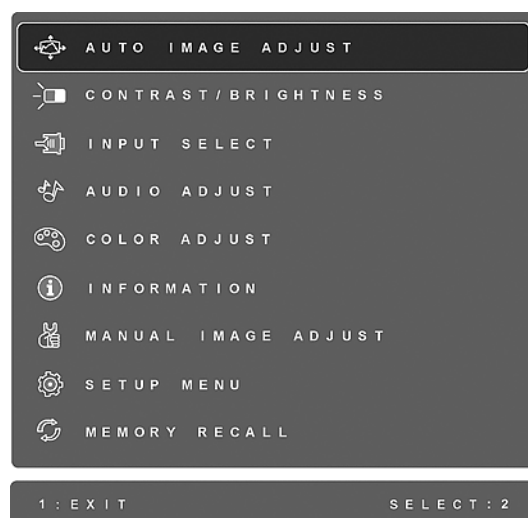 AUTO IMAGE ADJUST
CONTRAST/BRIGHTNESS
INPUT SELECT
AUDIO ADJUST
COLOR ADJUST
INFORMATION
MANUAL IMAGE ADJUST
SETUP MENU
MEMORY RECALL
1:EXIT SELECT:2